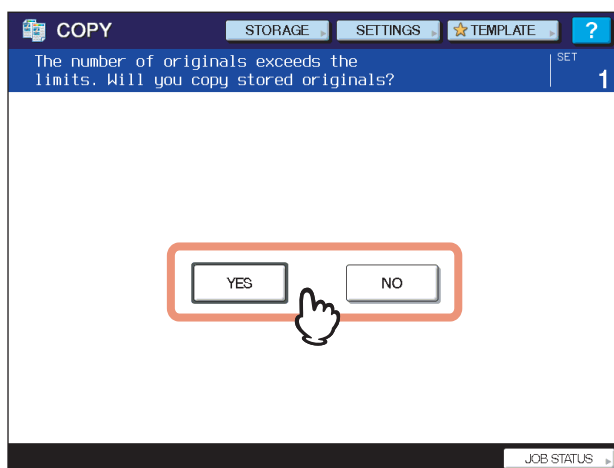 COPY
STORAGE
SETTINGS
TEMPLATE
?
The number of originals exceeds the
limits. Will you copy stored originals?
SET
1
YES
NO
JOB STATUS